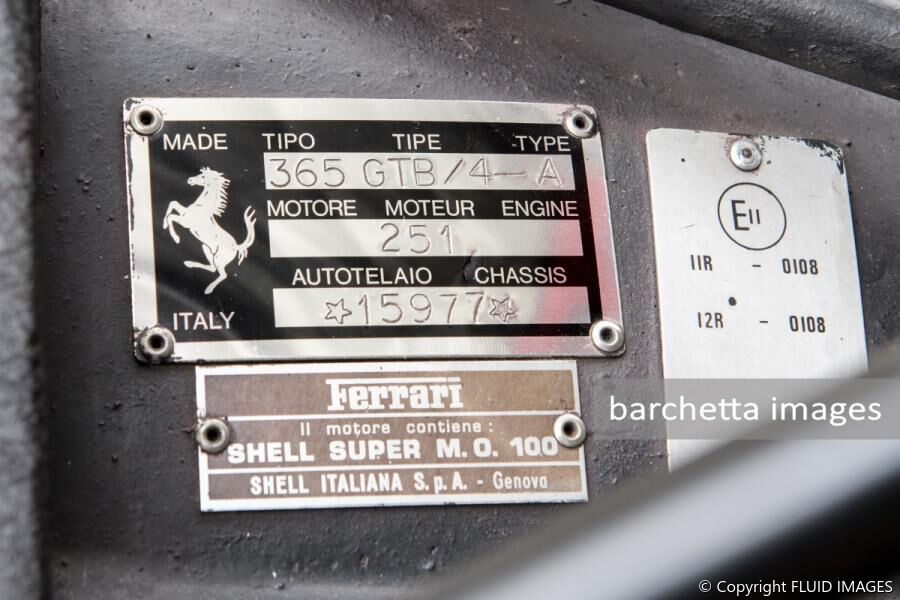 MADE TIPO TIPE TYPE
365 GTB/4-A
MOTORE MOTEUR ENGINE
251
AUTOTELAIO CHASSIS
☆15977☆
ITALY
Ferrari
Il motore contiene:
SHELL SUPER M.O. 100
SHELL ITALIANA S.p.A. - Genova
E11
11R - 0108
12R - 0108
barchetta images
© Copyright FLUID IMAGES